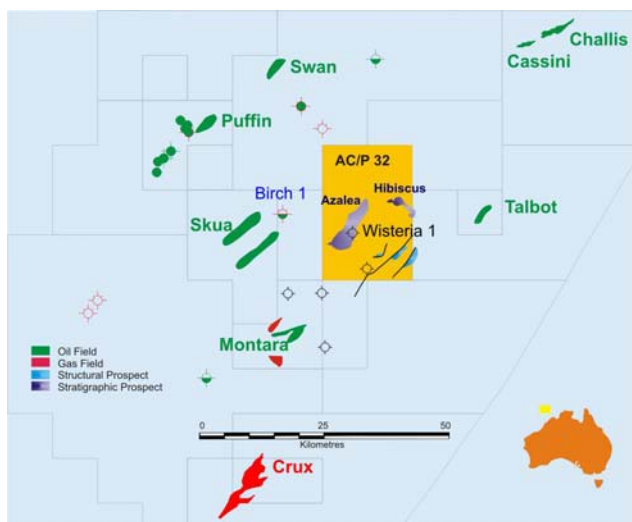 Challis
Cassini
Swan
Puffin
AC/P 32
Birch 1
Azalea
Hibiscus
Skua
Wisteria 1
Talbot
Montara
Oil Field
Gas Field
Structural Prospect
Stratigraphic Prospect
0 25 50
Kilometres
Crux